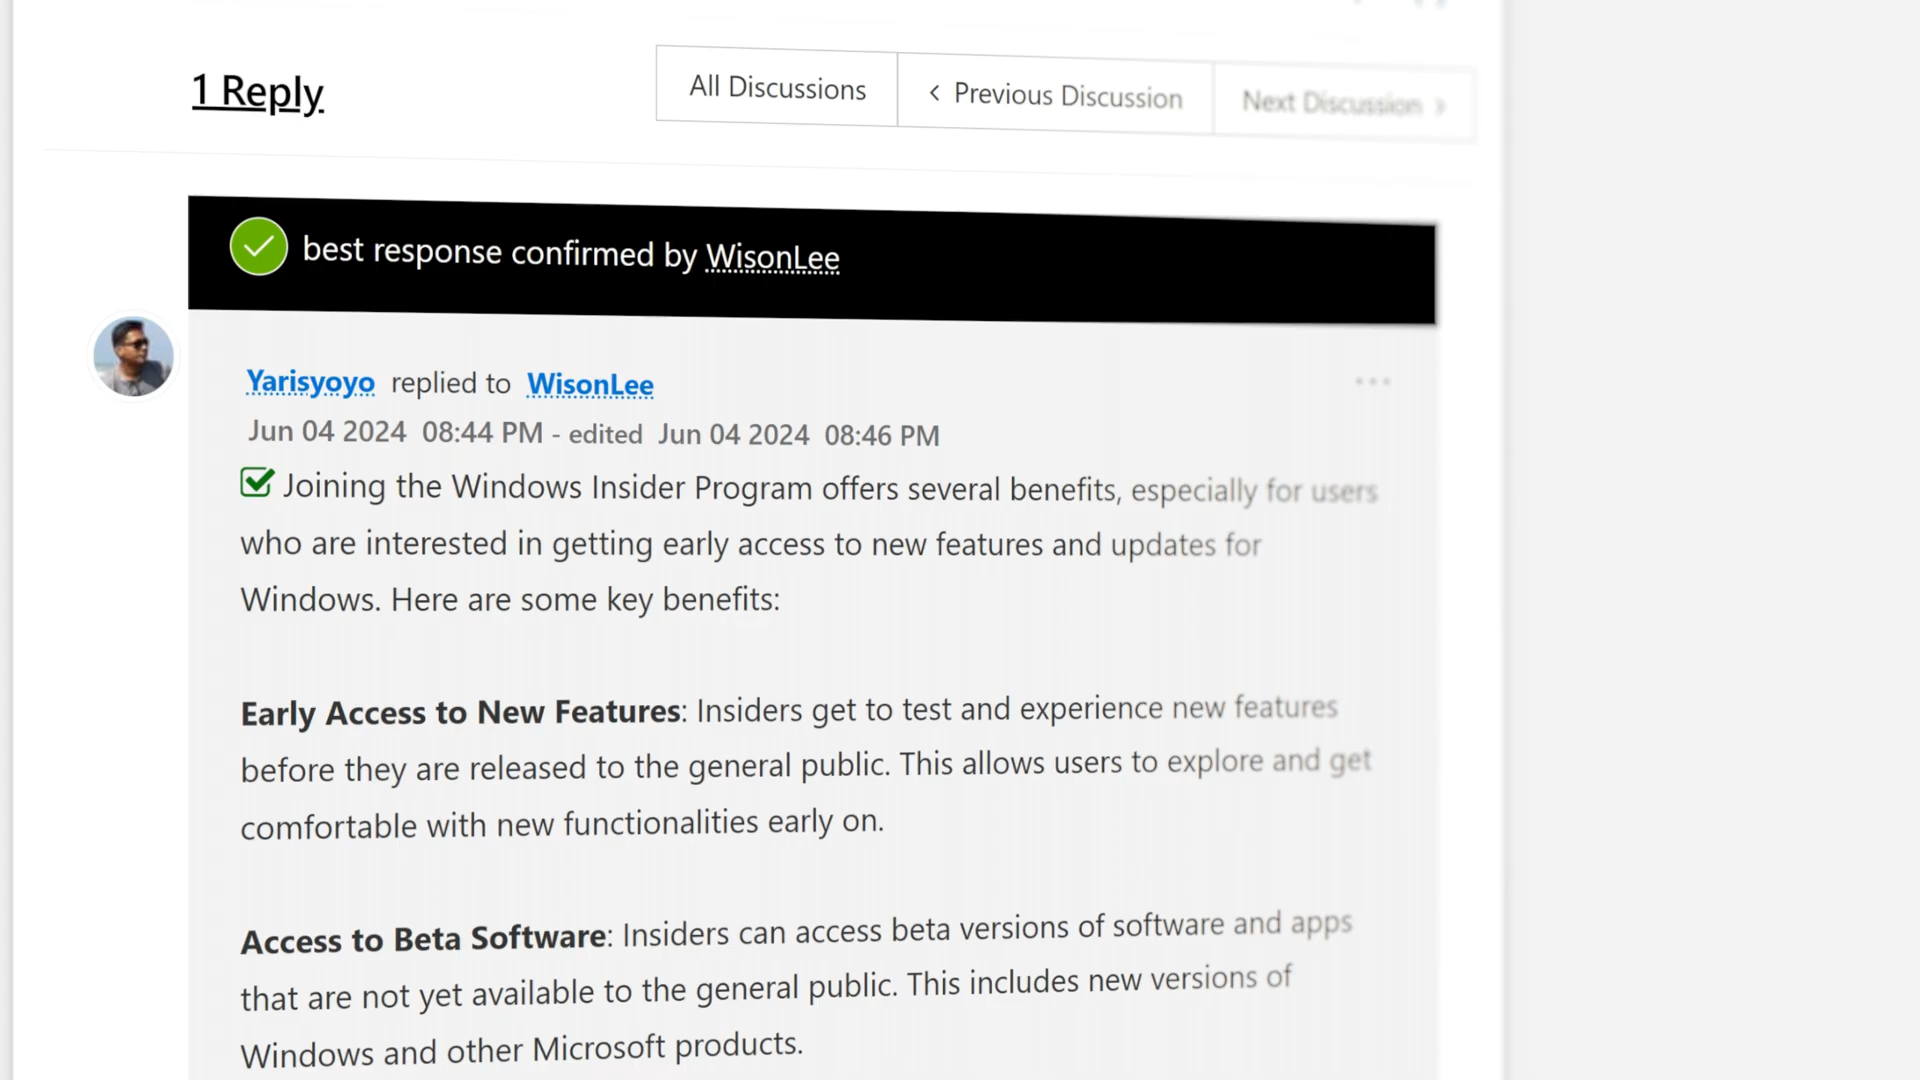 1 Reply
All Discussions
Previous Discussion
Next Discussion
best response confirmed by WisonLee
Yarisyoyo replied to WisonLee
Jun 04 2024 08:44 PM - edited Jun 04 2024 08:46 PM
Joining the Windows Insider Program offers several benefits, especially for users
who are interested in getting early access to new features and updates for
Windows. Here are some key benefits:
Early Access to New Features: Insiders get to test and experience new features
before they are released to the general public. This allows users to explore and get
comfortable with new functionalities early on.
Access to Beta Software: Insiders can access beta versions of software and apps
that are not yet available to the general public. This includes new versions of
Windows and other Microsoft products.